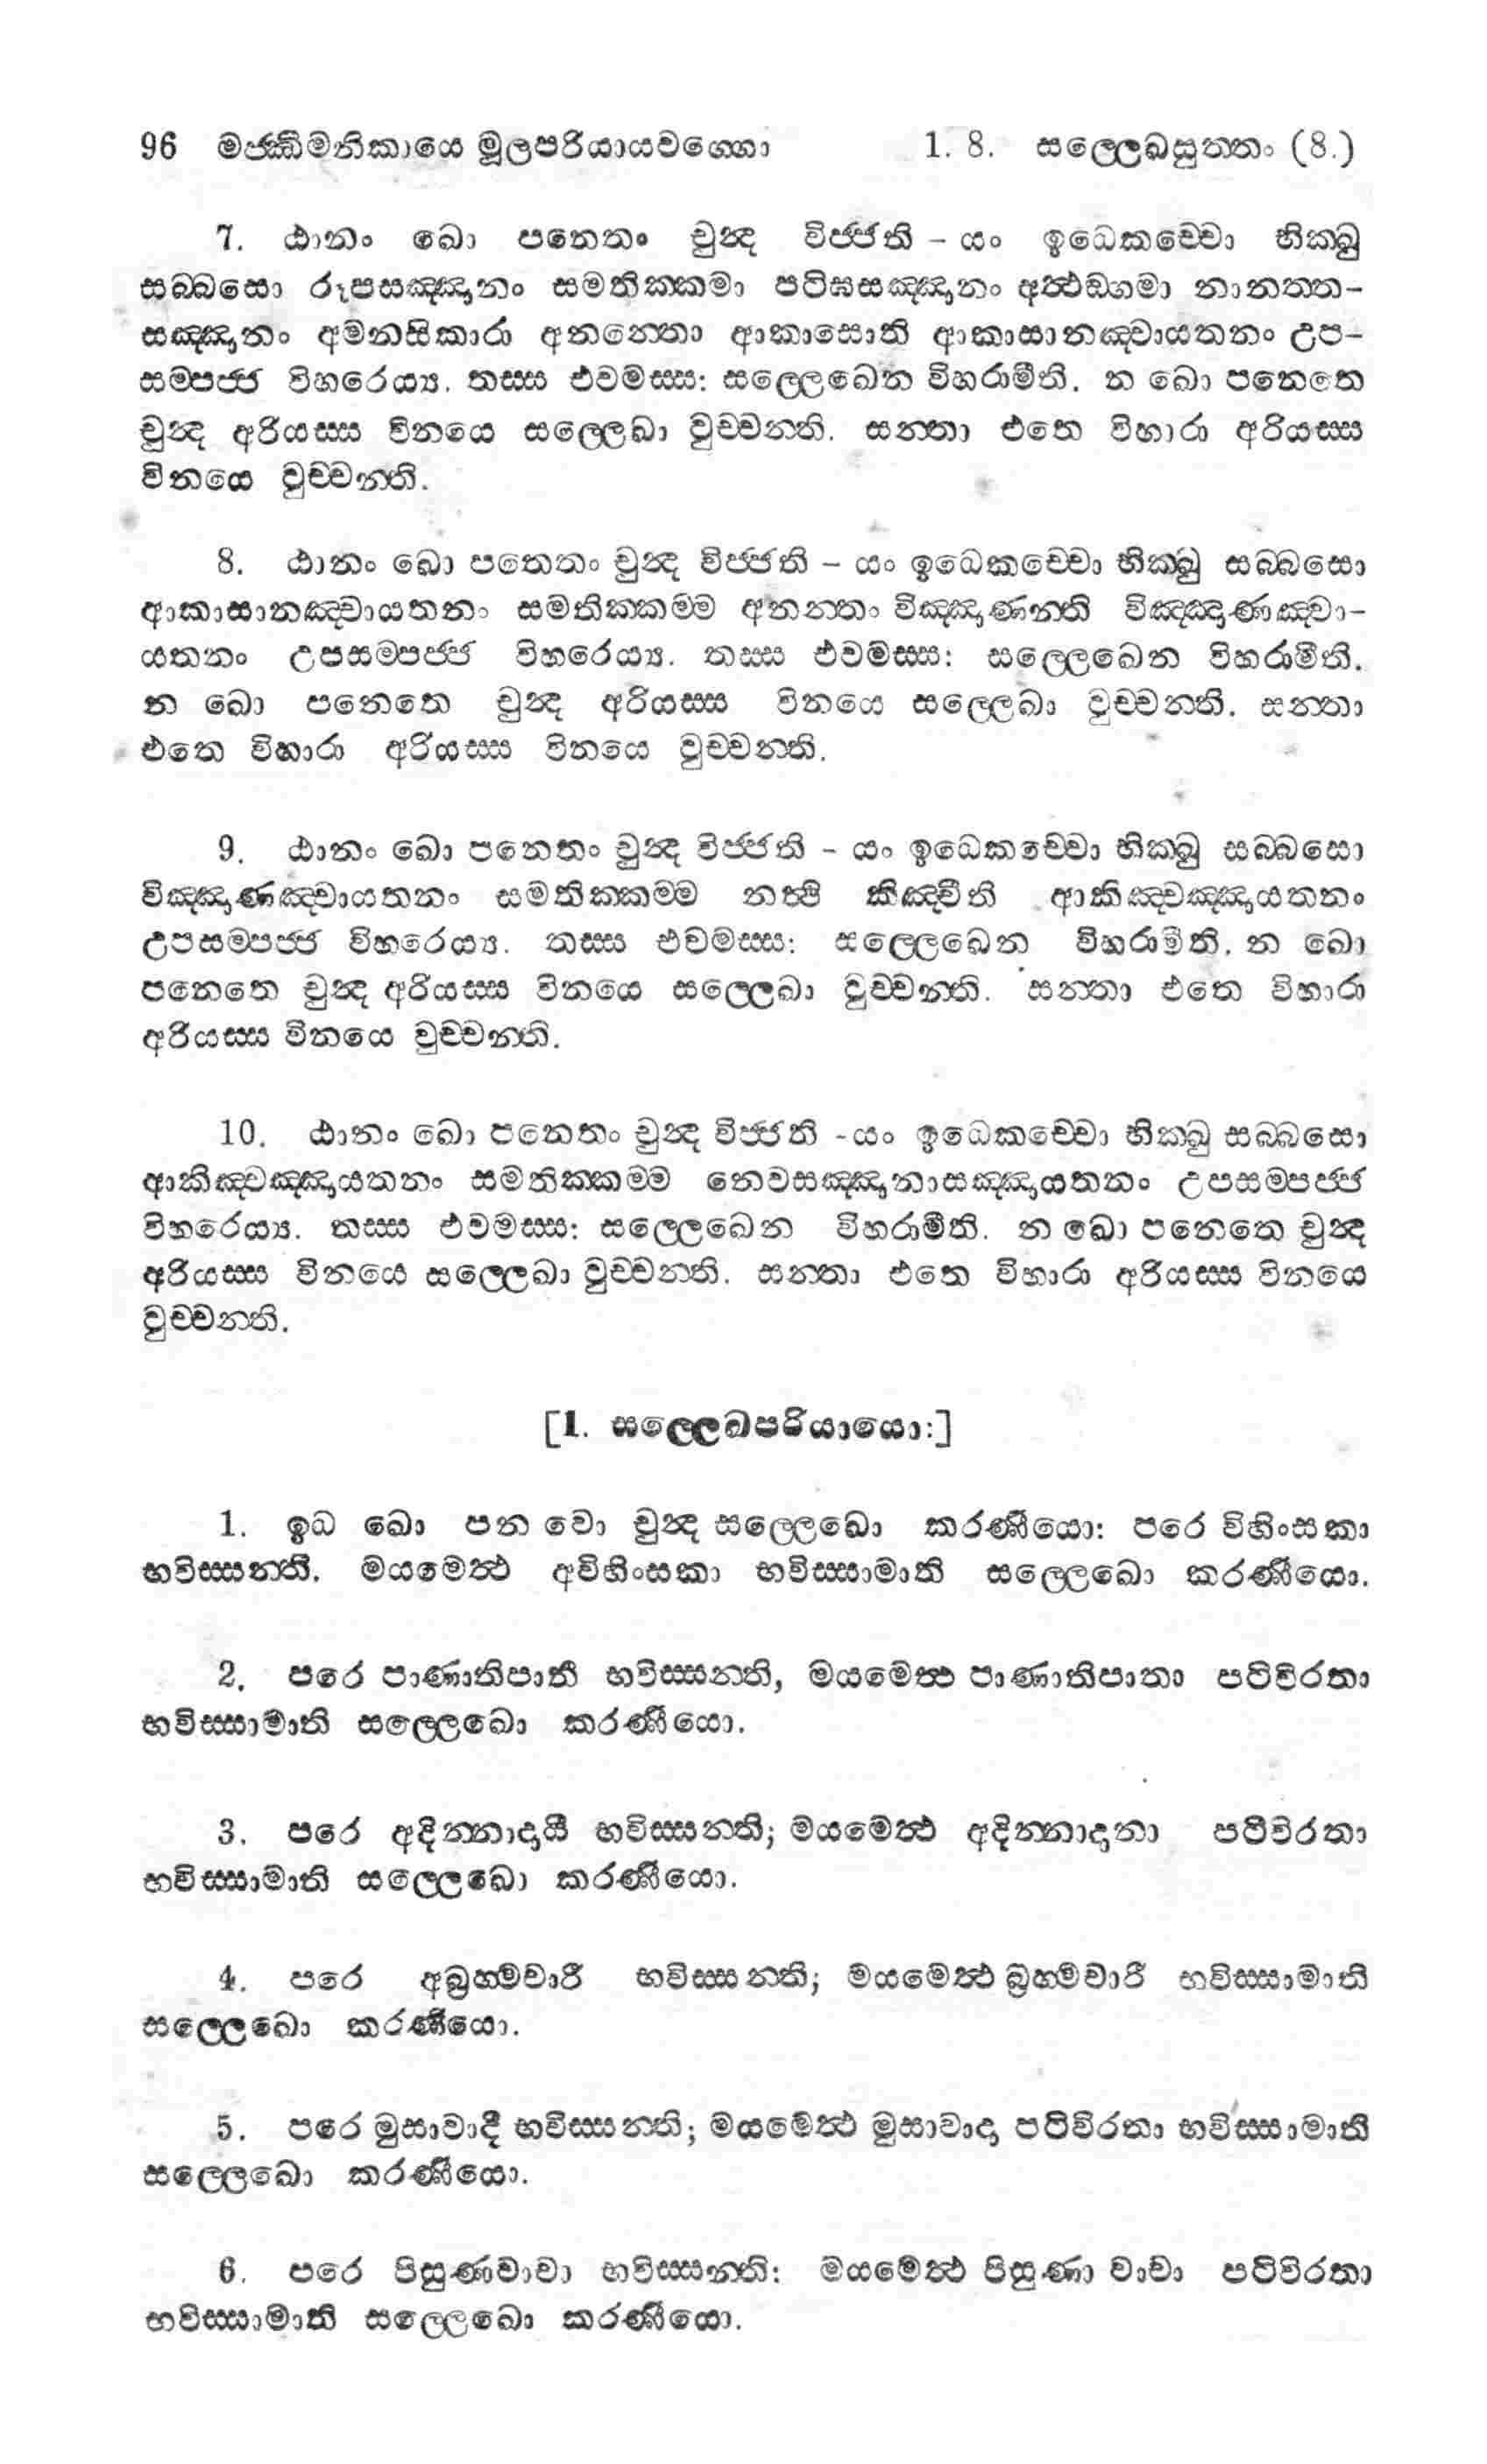 96 මජ්ඣිමනිකායෙ මූලපරියායවග්ගො 1. 8. සල්ලෙඛසුත්තං (8.)
7. ඨානං ඛො පනෙතං චුන්ද විජ්ජති – යං ඉධෙකච්චො භික්ඛු
සබ්බසො රූපසඤ්ඤානං සමතික්කමා පටිඝසඤ්ඤානං අත්ථඞ්ගමා නානත්ත-
සඤ්ඤානං අමනසිකාරා අනන්තො ආකාසොති ආකාසානඤ්චායතනං උප-
සම්පජ්ජ විහරෙය්‍ය. තස්ස එවමස්ස: සල්ලෙඛෙන විහරාමීති. න ඛො පනෙතෙ
චුන්ද අරියස්ස විනයෙ සල්ලෙඛා වුච්චන්ති. සන්තා එතෙ විහාරා අරියස්ස
විනයෙ වුච්චන්ති.
8. ඨානං ඛො පනෙතං චුන්ද විජ්ජති – යං ඉධෙකච්චො භික්ඛු සබ්බසො
ආකාසානඤ්චායතනං සමතික්කම්ම අනන්තං විඤ්ඤාණන්ති විඤ්ඤාණඤ්චා-
යතනං උපසම්පජ්ජ විහරෙය්‍ය. තස්ස එවමස්ස: සල්ලෙඛෙන විහරාමීති.
න ඛො පනෙතෙ චුන්ද අරියස්ස විනයෙ සල්ලෙඛා වුච්චන්ති. සන්තා
එතෙ විහාරා අරියස්ස විනයෙ වුච්චන්ති.
9. ඨානං ඛො පනෙතං චුන්ද විජ්ජති – යං ඉධෙකච්චො භික්ඛු සබ්බසො
විඤ්ඤාණඤ්චායතනං සමතික්කම්ම නත්ථි කිඤ්චීති ආකිඤ්චඤ්ඤායතනං
උපසම්පජ්ජ විහරෙය්‍ය. තස්ස එවමස්ස: සල්ලෙඛෙන විහරාමීති. න ඛො
පනෙතෙ චුන්ද අරියස්ස විනයෙ සල්ලෙඛා වුච්චන්ති. සන්තා එතෙ විහාරා
අරියස්ස විනයෙ වුච්චන්ති.
10. ඨානං ඛො පනෙතං චුන්ද විජ්ජති -යං ඉධෙකච්චො භික්ඛු සබ්බසො
ආකිඤ්චඤ්ඤායතනං සමතික්කම්ම නෙවසඤ්ඤානාසඤ්ඤායතනං උපසම්පජ්ජ
විහරෙය්‍ය. තස්ස එවමස්ස: සල්ලෙඛෙන විහරාමීති. න ඛො පනෙතෙ චුන්ද
අරියස්ස විනයෙ සල්ලෙඛා වුච්චන්ති. සන්තා එතෙ විහාරා අරියස්ස විනයෙ
වුච්චන්ති.
[1. සල්ලෙඛපරියායො:]
1. ඉධ ඛො පන වො චුන්ද සල්ලෙඛො කරණීයො: පරෙ විහිංසකා
භවිස්සන්ති. මයමෙත්ථ අවිහිංසකා භවිස්සාමාති සල්ලෙඛො කරණීයො.
2. පරෙ පාණාතිපාතී භවිස්සන්ති, මයමෙත්ථ පාණාතිපාතා පටිවිරතා
භවිස්සාමාති සල්ලෙඛො කරණීයො.
3. පරෙ අදින්නාදායී භවිස්සන්ති; මයමෙත්ථ අදින්නාදානා පටිවිරතා
භවිස්සාමාති සල්ලෙඛො කරණීයො.
4. පරෙ අබ්‍රහ්මචාරී භවිස්සන්ති; මයමෙත්ථ බ්‍රහ්මචාරී භවිස්සාමාති
සල්ලෙඛො කරණීයො.
5. පරෙ මුසාවාදී භවිස්සන්ති; මයමෙත්ථ මුසාවාදා පටිවිරතා භවිස්සාමාති
සල්ලෙඛො කරණීයො.
6. පරෙ පිසුණවාචා භවිස්සන්ති: මයමෙත්ථ පිසුණා වාචා පටිවිරතා
භවිස්සාමාති සල්ලෙඛො කරණීයො.